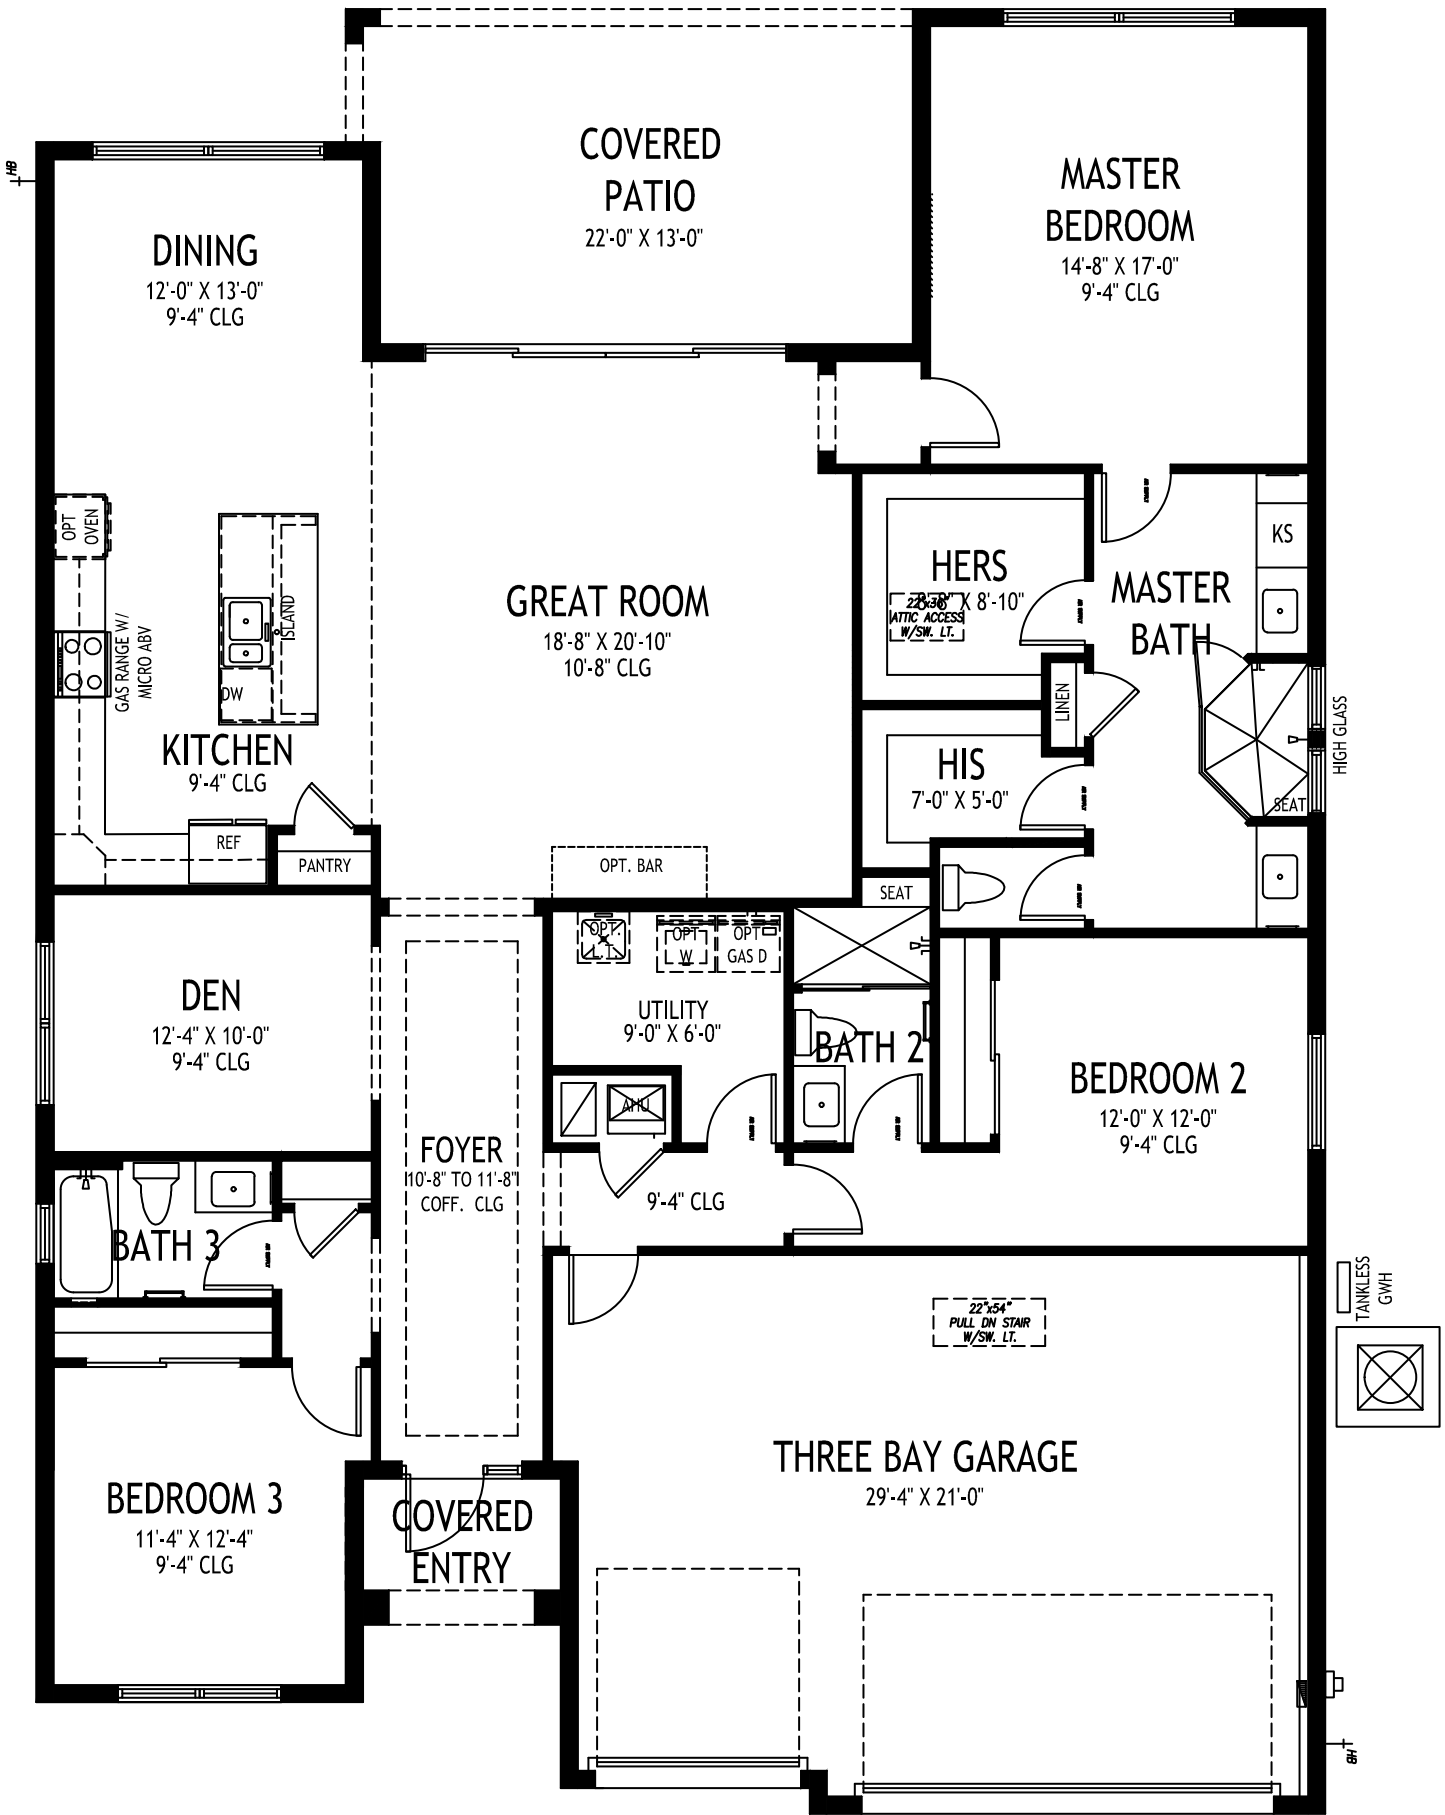 COVERED
PATIO
22'-0" X 13'-0"
MASTER
BEDROOM
14'-8" X 17'-0"
9'-4" CLG
HB
DINING
12'-0" X 13'-0"
9'-4" CLG
OPT
OVEN
GAS RANGE W/
MICRO ABV
ISLAND
DW
KITCHEN
9'-4" CLG
REF
PANTRY
GREAT ROOM
18'-8" X 20'-10"
10'-8" CLG
OPT. BAR
HERS
8'-8" X 8'-10"
ATTIC ACCESS
W/SW. LT.
LINEN
HIS
7'-0" X 5'-0"
MASTER
BATH
KS
SEAT
HIGH GLASS
SEAT
DEN
12'-4" X 10'-0"
9'-4" CLG
OPT.
L.T.
OPT
W
OPT
GAS D
UTILITY
9'-0" X 6'-0"
AHU
BATH 2
BEDROOM 2
12'-0" X 12'-0"
9'-4" CLG
FOYER
10'-8" TO 11'-8"
COFF. CLG
9'-4" CLG
BATH 3
TANKLESS
GWH
22"x54"
PULL DN STAIR
W/SW. LT.
THREE BAY GARAGE
29'-4" X 21'-0"
BEDROOM 3
11'-4" X 12'-4"
9'-4" CLG
COVERED
ENTRY
HB